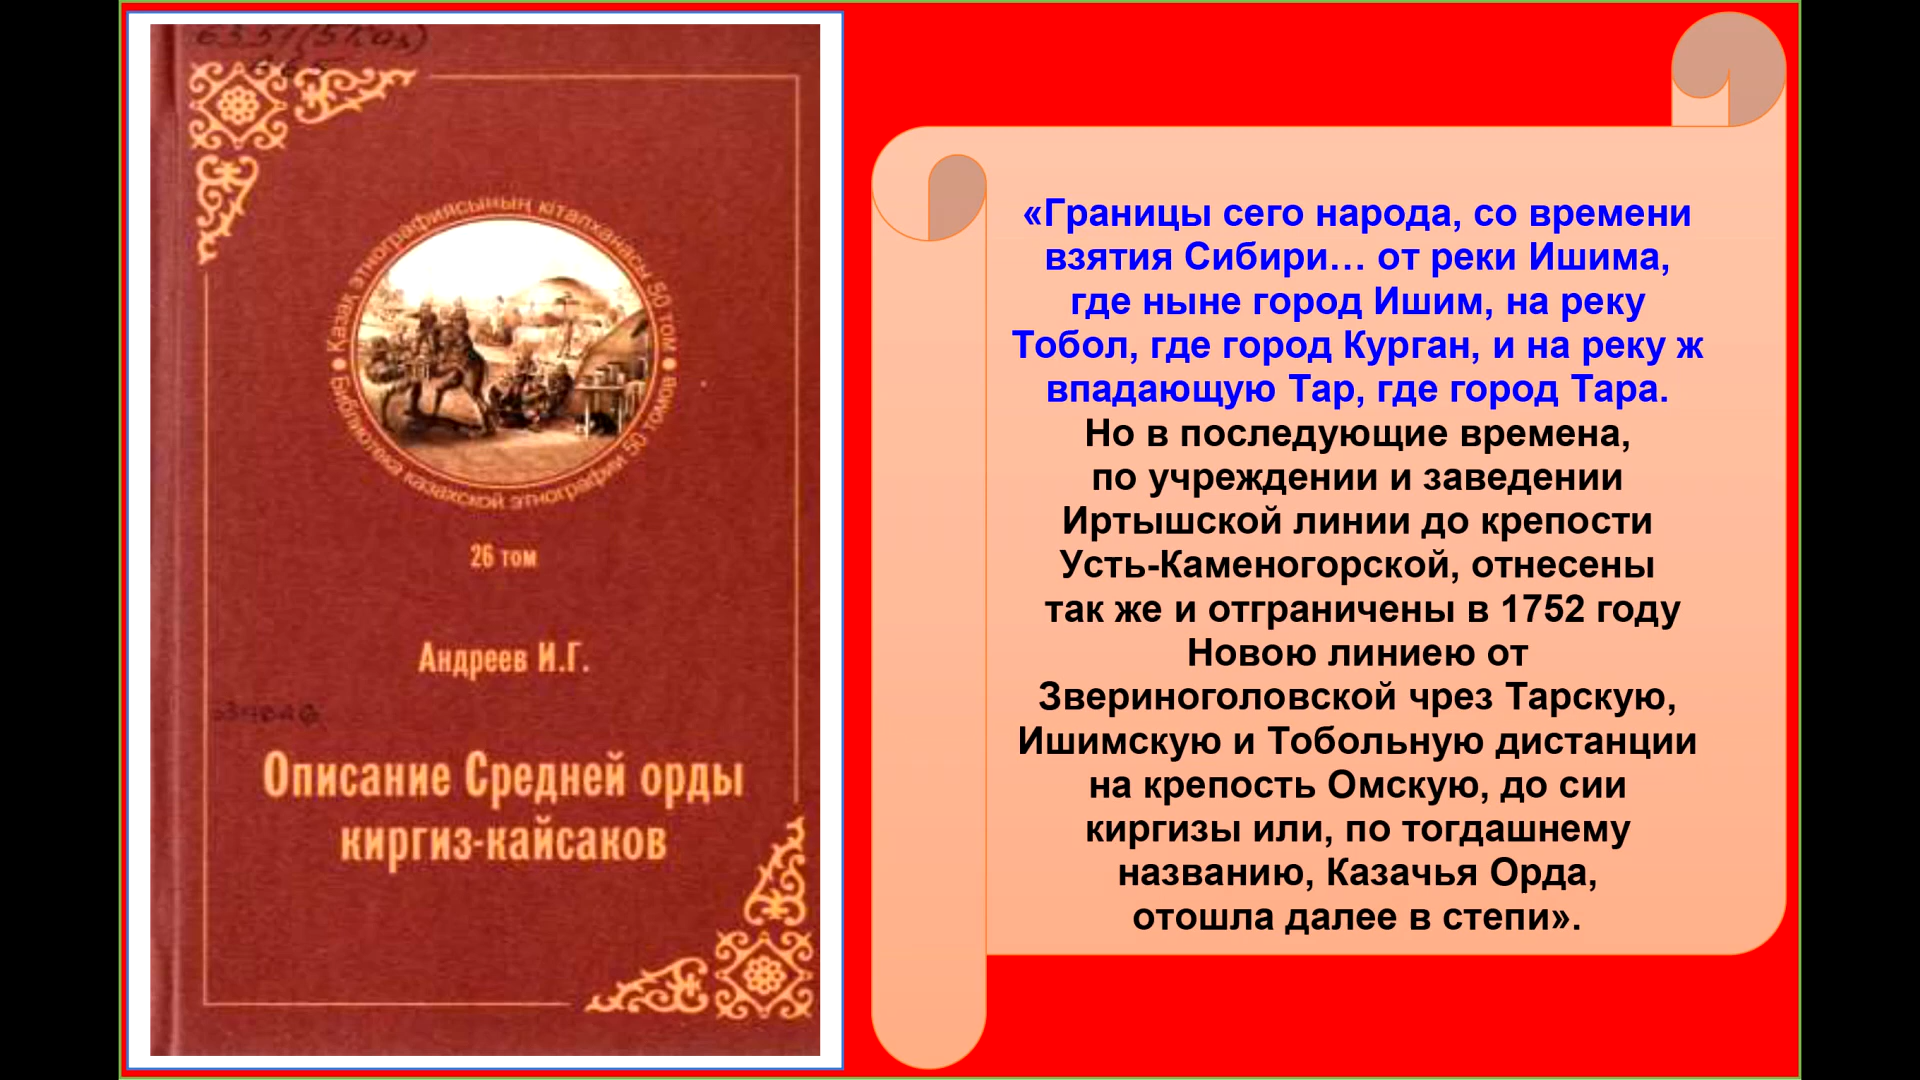 Қазақ этнографиясының кітапханасы 50 том
Библиотека казахской этнографии 50 томов
26 том
Андреев И.Г.
Описание Средней орды
киргиз-кайсаков
«Границы сего народа, со времени
взятия Сибири… от реки Ишима,
где ныне город Ишим, на реку
Тобол, где город Курган, и на реку ж
впадающую Тар, где город Тара.
Но в последующие времена,
по учреждении и заведении
Иртышской линии до крепости
Усть-Каменогорской, отнесены
так же и отграничены в 1752 году
Новою линиею от
Звериноголовской чрез Тарскую,
Ишимскую и Тобольную дистанции
на крепость Омскую, до сии
киргизы или, по тогдашнему
названию, Казачья Орда,
отошла далее в степи».